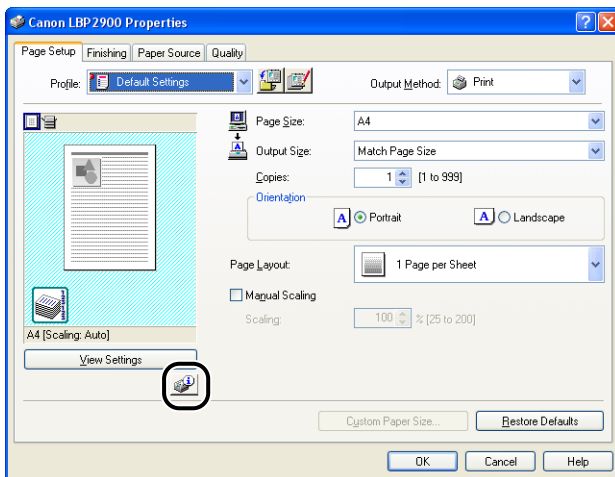 Canon LBP2900 Properties
Page Setup Finishing Paper Source Quality
Profile: Default Settings Output Method: Print
Page Size: A4
Output Size: Match Page Size
Copies: 1 [1 to 999]
Orientation
A Portrait A Landscape
Page Layout: 1 Page per Sheet
Manual Scaling
Scaling: 100 % [25 to 200]
A4 [Scaling: Auto]
View Settings
Custom Paper Size... Restore Defaults
OK Cancel Help